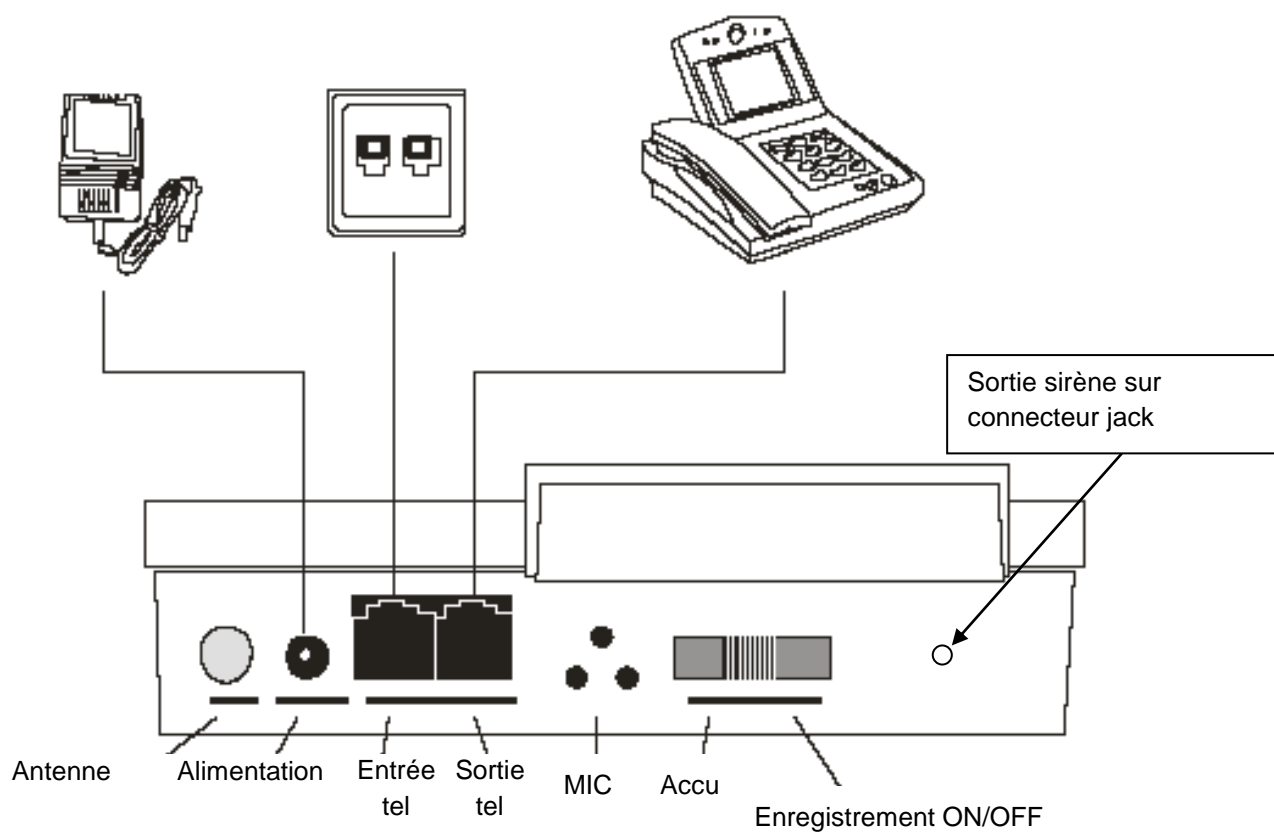 Sortie sirène sur
connecteur jack
Antenne
Alimentation
Entrée
tel
Sortie
tel
MIC
Accu
Enregistrement ON/OFF